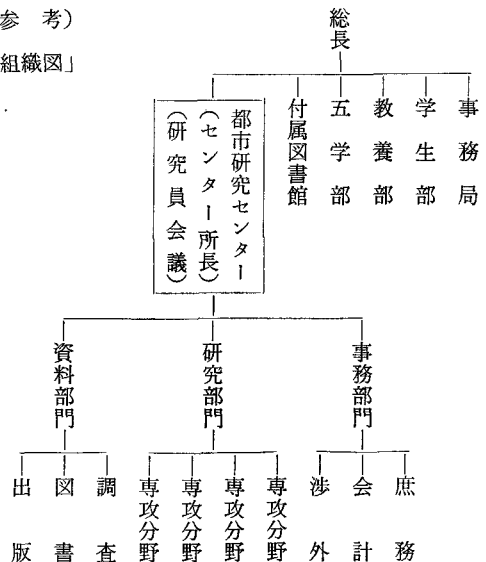 参 考)
組織図」
総長
事務局
学生部
教養部
五学部
付属図書館
都市研究センター
(センター所長)
(研究員会議)
事務部門
研究部門
資料部門
庶務
会計
渉外
専攻分野
専攻分野
専攻分野
専攻分野
調査
図書
出版